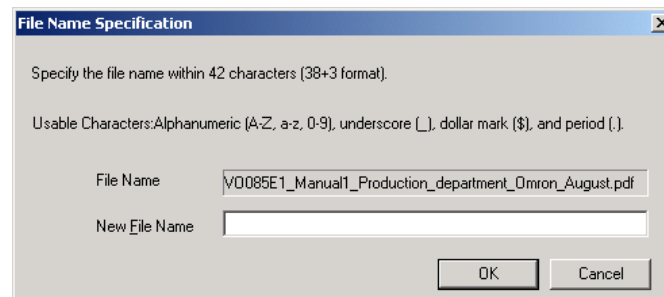 File Name Specification
Specify the file name within 42 characters (38+3 format).
Usable Characters:Alphanumeric (A-Z, a-z, 0-9), underscore (_), dollar mark ($), and period (.).
File Name V0085E1_Manual1_Production_department_Omron_August.pdf
New File Name
OK Cancel